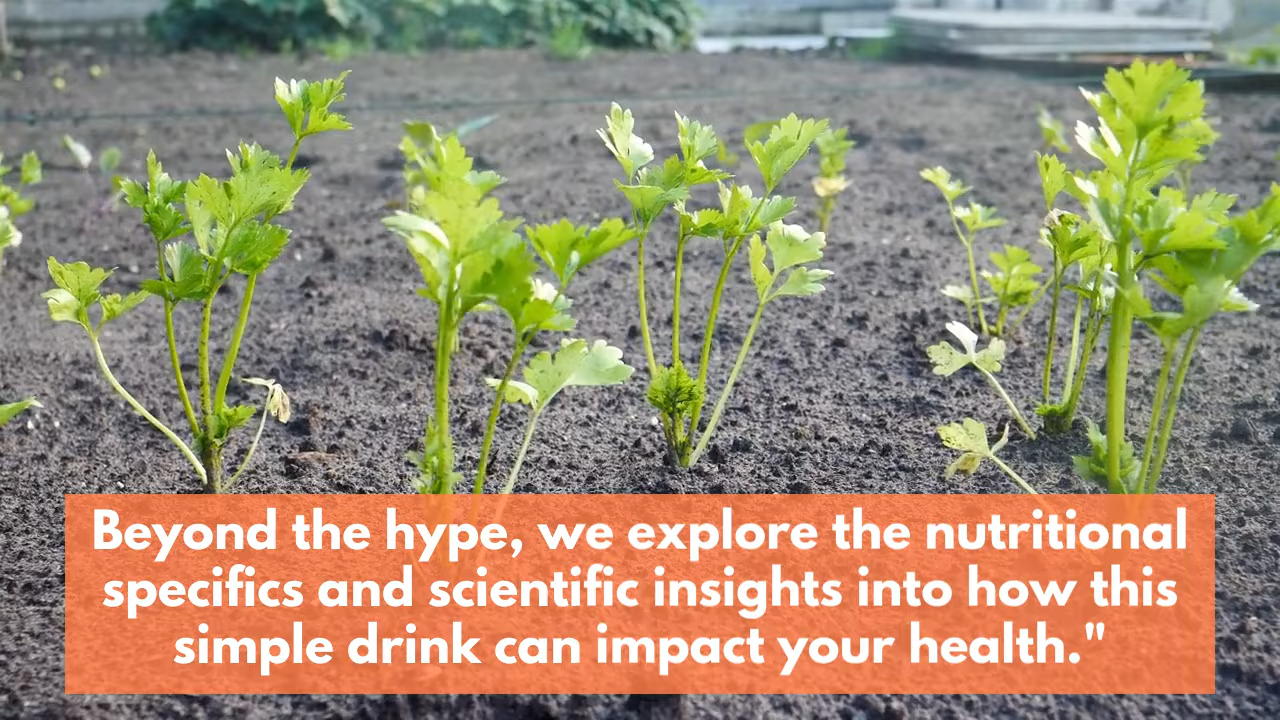 Beyond the hype, we explore the nutritional
specifics and scientific insights into how this
simple drink can impact your health."